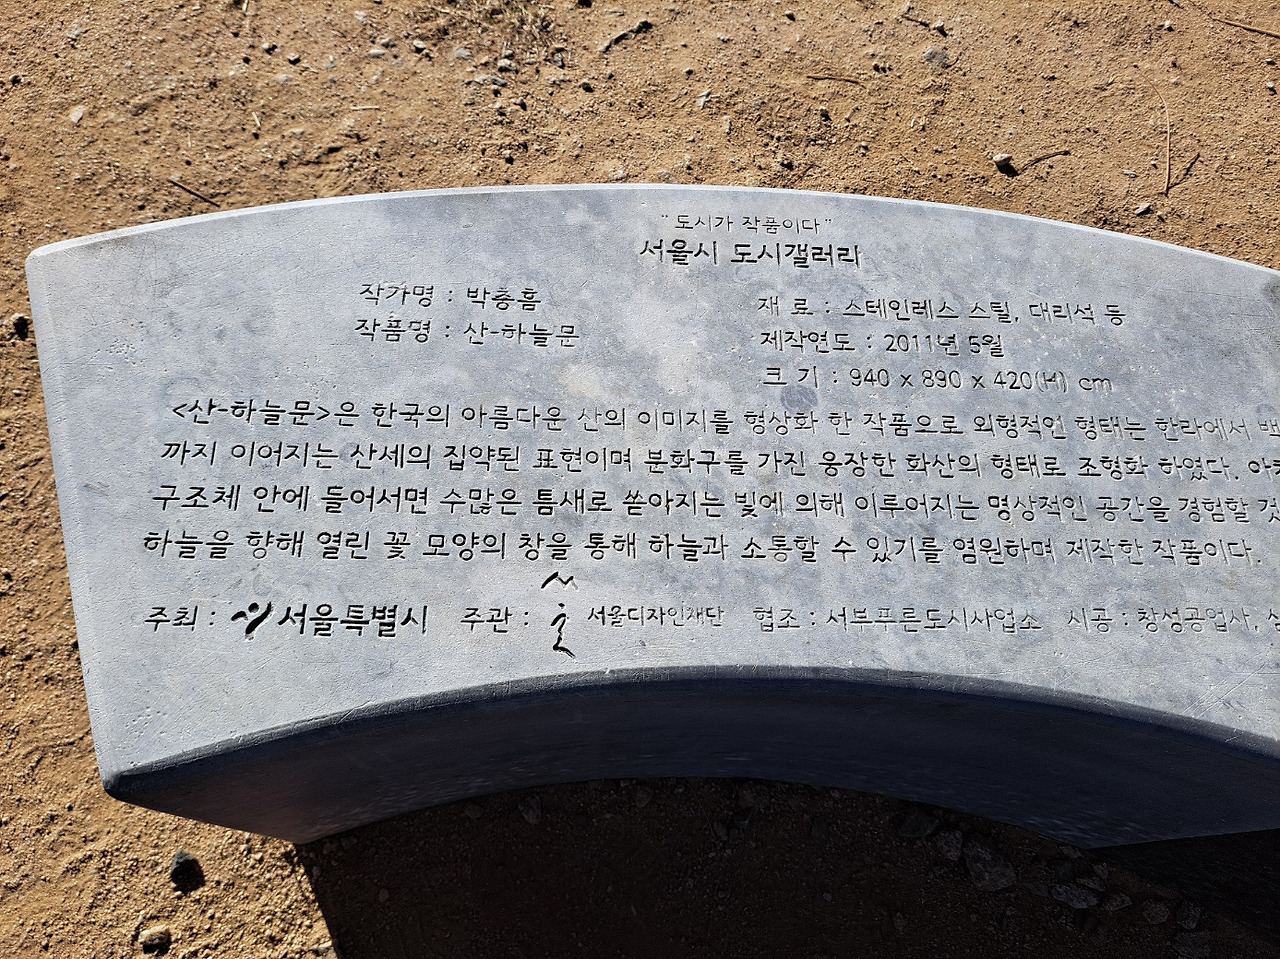 "도시가 작품이다"
서울시 도시갤러리
작가명 : 박충흠
작품명 : 산-하늘문
재 료 : 스테인레스 스틸, 대리석 등
제작연도 : 2011년 5월
크 기 : 940 x 890 x 420(H) cm
<산-하늘문>은 한국의 아름다운 산의 이미지를 형상화 한 작품으로 외형적인 형태는 한라에서 백
까지 이어지는 산세의 집약된 표현이며 분화구를 가진 웅장한 화산의 형태로 조형화 하였다.
구조체 안에 들어서면 수많은 틈새로 쏟아지는 빛에 의해 이루어지는 명상적인 공간을 경험할
하늘을 향해 열린 꽃 모양의 창을 통해 하늘과 소통할 수 있기를 염원하며 제작한 작품이다.
주최 : 서울특별시 주관 : 서울디자인재단 협조 : 서부푸른도시사업소 시공 : 창성공업사,